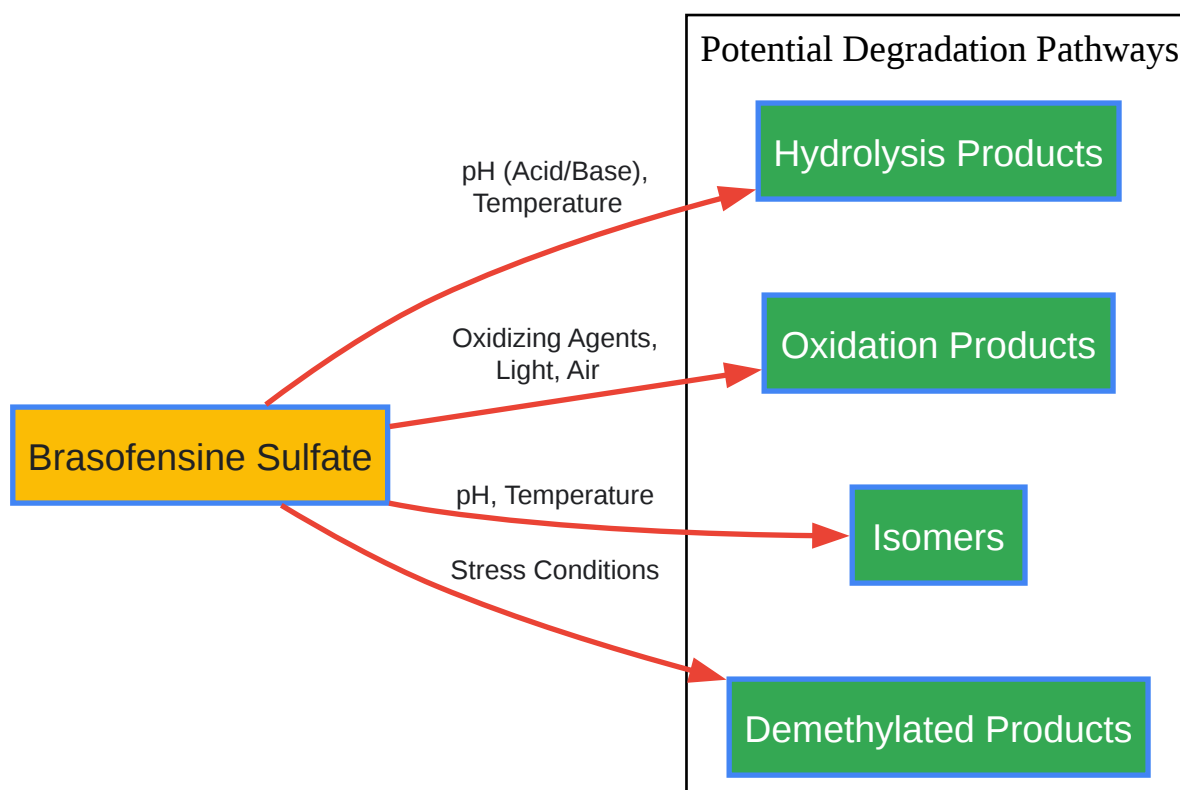 Potential Degradation Pathways
Hydrolysis Products
pH (Acid/Base),
Temperature
Oxidation Products
Oxidizing Agents,
Light, Air
Brasofensine Sulfate
pH, Temperature
Isomers
Stress Conditions
Demethylated Products